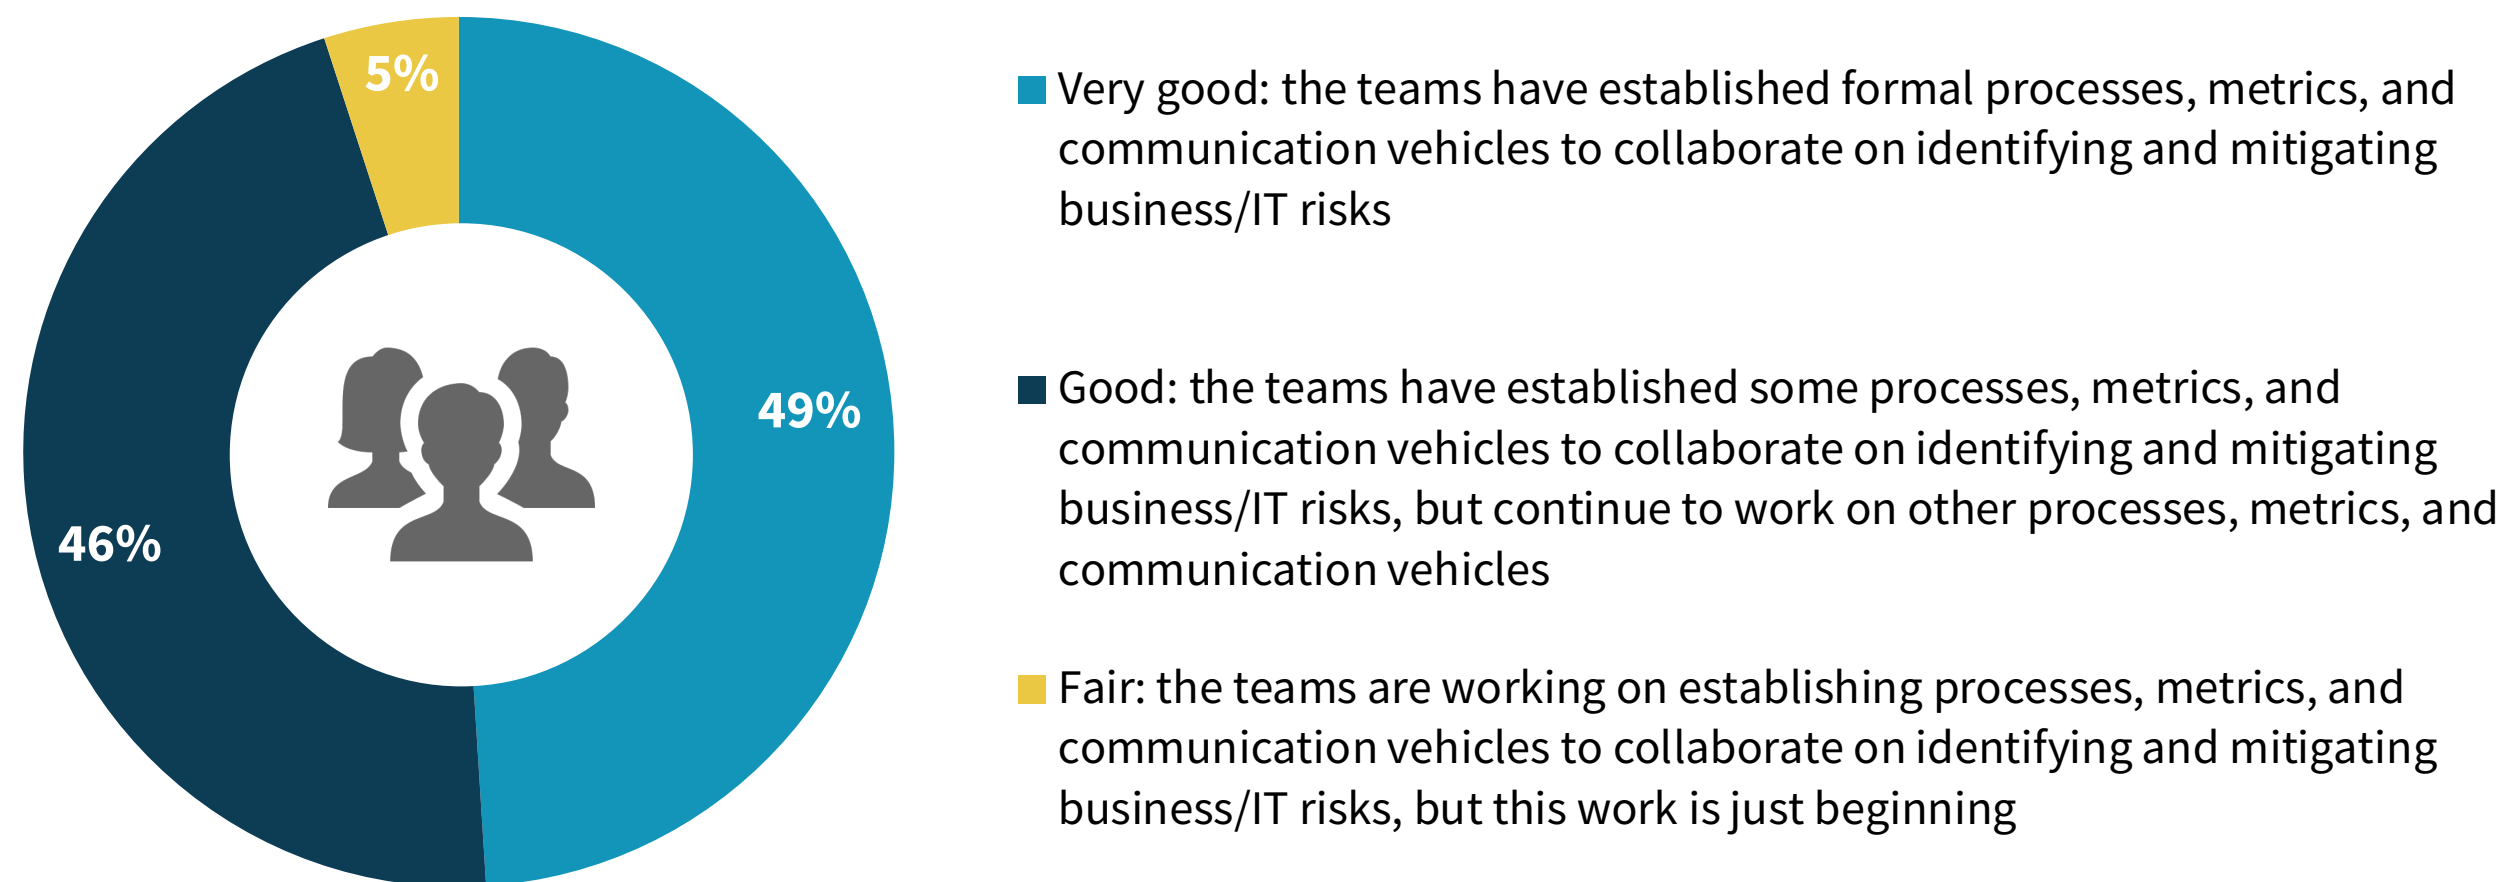 5%
49%
46%
Very good: the teams have established formal processes, metrics, and
communication vehicles to collaborate on identifying and mitigating
business/IT risks
Good: the teams have established some processes, metrics, and
communication vehicles to collaborate on identifying and mitigating
business/IT risks, but continue to work on other processes, metrics, and
communication vehicles
Fair: the teams are working on establishing processes, metrics, and
communication vehicles to collaborate on identifying and mitigating
business/IT risks, but this work is just beginning